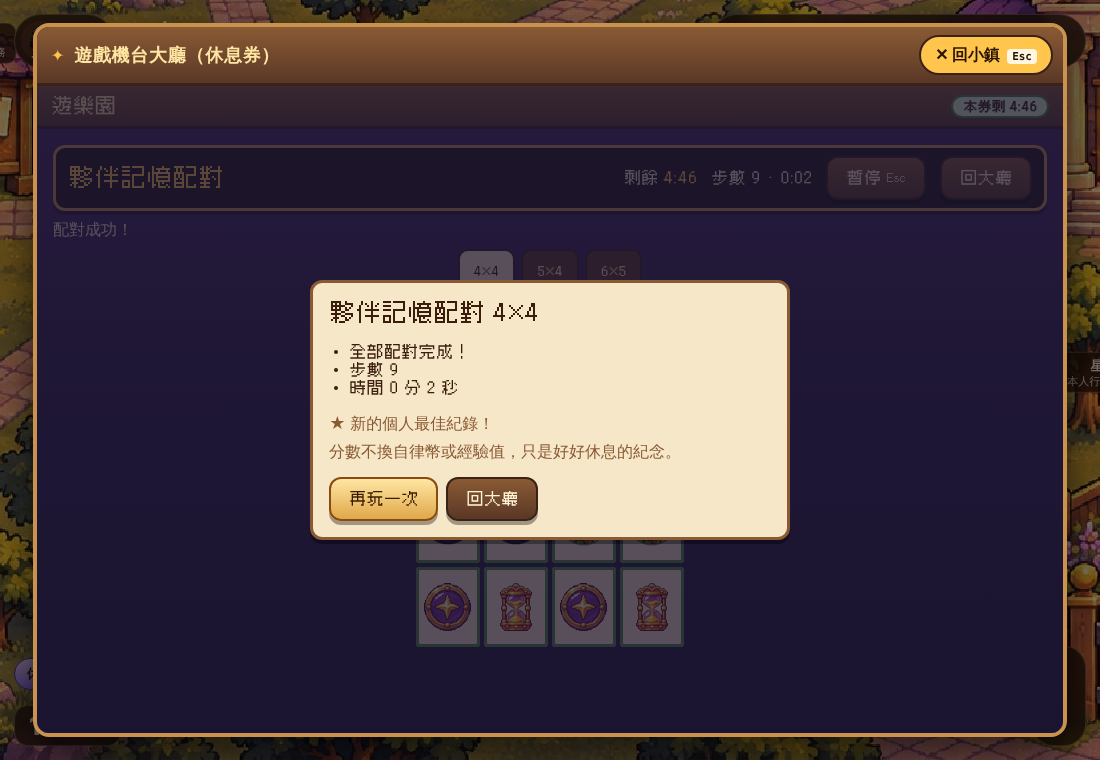 ✦ 遊戲機台大廳（休息券）
✕ 回小鎮 Esc
遊樂園
本券剩 4:46
夥伴記憶配對
剩餘 4:46 步數 9 · 0:02
暫停 Esc
回大廳
配對成功！
4×4
5×4
6×5
夥伴記憶配對 4×4
• 全部配對完成！
• 步數 9
• 時間 0 分 2 秒
★ 新的個人最佳紀錄！
分數不換自律幣或經驗值，只是好好休息的紀念。
再玩一次
回大廳
本人行